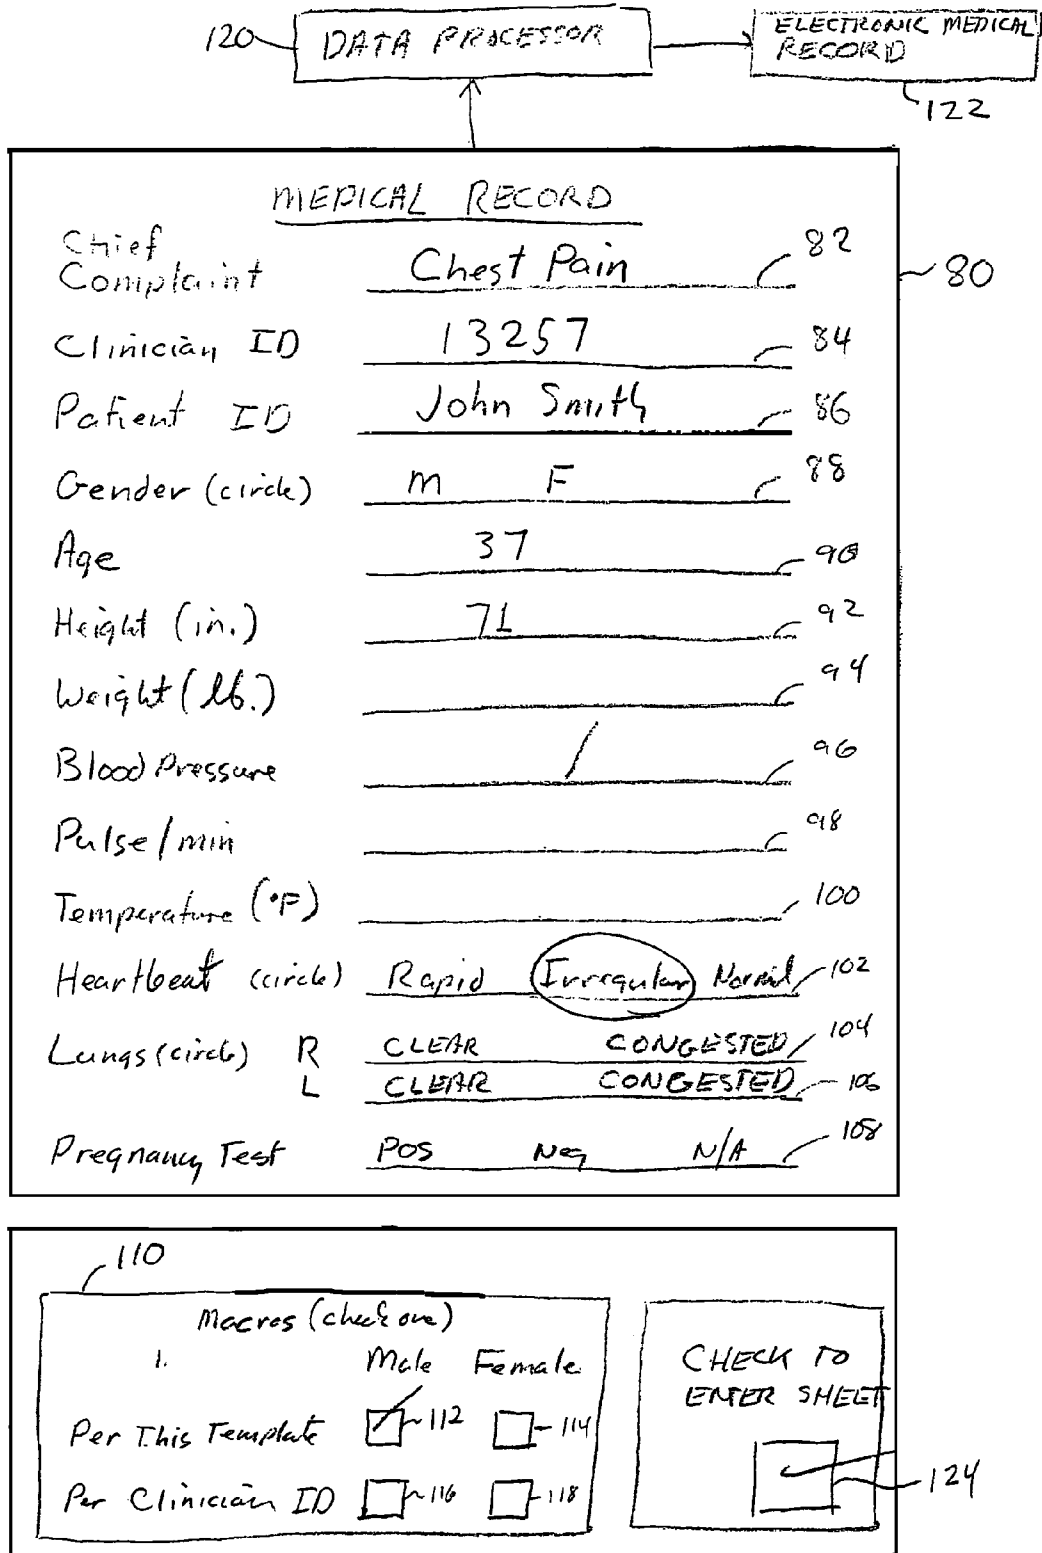 120 DATA PROCESSOR ELECTRONIC MEDICAL RECORD
122
MEDICAL RECORD
Chief Complaint Chest Pain 82
80
Clinician ID 13257 84
Patient ID John Smith 86
Gender (circle) M F 88
Age 37 90
Height (in.) 71 92
Weight (lb.) 94
Blood Pressure / 96
Pulse/min 98
Temperature (°F) 100
Heartbeat (circle) Rapid Irregular Normal 102
Lungs (circle) R CLEAR CONGESTED 104
L CLEAR CONGESTED 106
Pregnancy Test POS Neg N/A 108
110
Macros (check one)
1. Male Female
Per This Template 112 114
Per Clinician ID 116 118
CHECK TO
ENTER SHEET
124